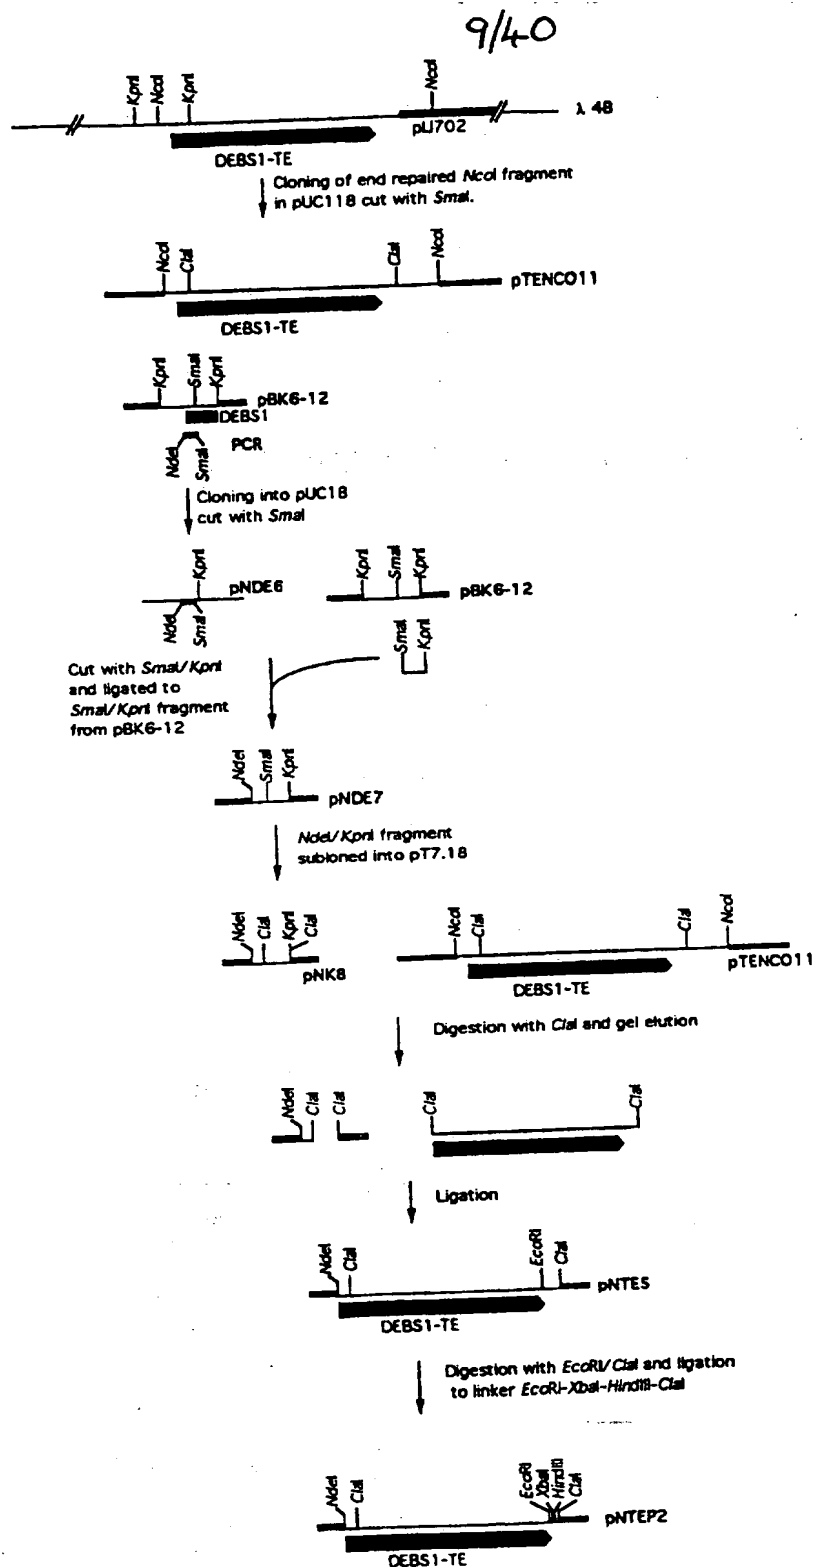 9/40
KpnI NcoI KpnI NcoI
λ 48
pIJ702
DEBS1-TE
Cloning of end repaired NcoI fragment
in pUC118 cut with SmaI.
NcoI ClaI ClaI NcoI
pTENCO11
DEBS1-TE
KpnI SmaI KpnI
pBK6-12
DEBS1
PCR
NdeI SmaI
Cloning into pUC18
cut with SmaI
KpnI
pNDE6
NdeI SmaI
KpnI SmaI KpnI
pBK6-12
SmaI KpnI
Cut with SmaI/KpnI
and ligated to
SmaI/KpnI fragment
from pBK6-12
NdeI SmaI KpnI
pNDE7
NdeI/KpnI fragment
subloned into pT7.18
NdeI ClaI KpnI ClaI
pNK8
NcoI ClaI ClaI NcoI
pTENCO11
DEBS1-TE
Digestion with ClaI and gel elution
NdeI ClaI ClaI
ClaI ClaI
Ligation
NdeI ClaI EcoRI ClaI
pNTE5
DEBS1-TE
Digestion with EcoRI/ClaI and ligation
to linker EcoRI-XbaI-HindIII-ClaI
NdeI ClaI EcoRI XbaI HindIII ClaI
pNTEP2
DEBS1-TE